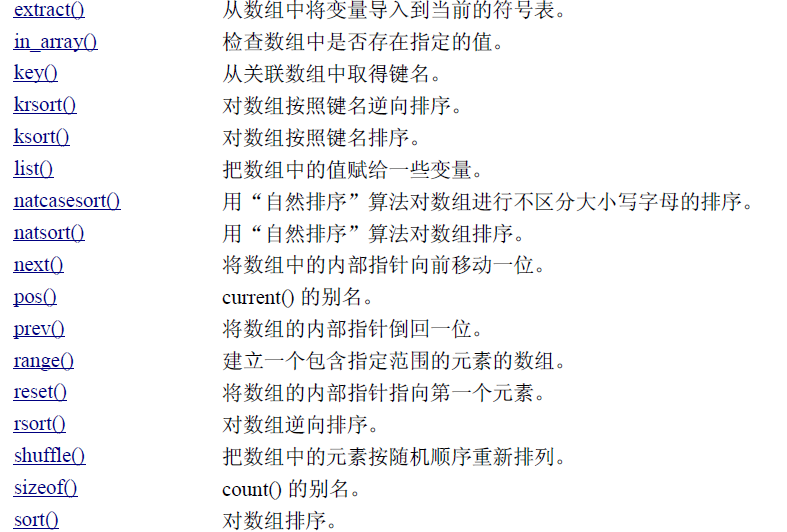 extract() 从数组中将变量导入到当前的符号表。
in_array() 检查数组中是否存在指定的值。
key() 从关联数组中取得键名。
krsort() 对数组按照键名逆向排序。
ksort() 对数组按照键名排序。
list() 把数组中的值赋给一些变量。
natcasesort() 用“自然排序”算法对数组进行不区分大小写字母的排序。
natsort() 用“自然排序”算法对数组排序。
next() 将数组中的内部指针向前移动一位。
pos() current() 的别名。
prev() 将数组的内部指针倒回一位。
range() 建立一个包含指定范围的元素的数组。
reset() 将数组的内部指针指向第一个元素。
rsort() 对数组逆向排序。
shuffle() 把数组中的元素按随机顺序重新排列。
sizeof() count() 的别名。
sort() 对数组排序。